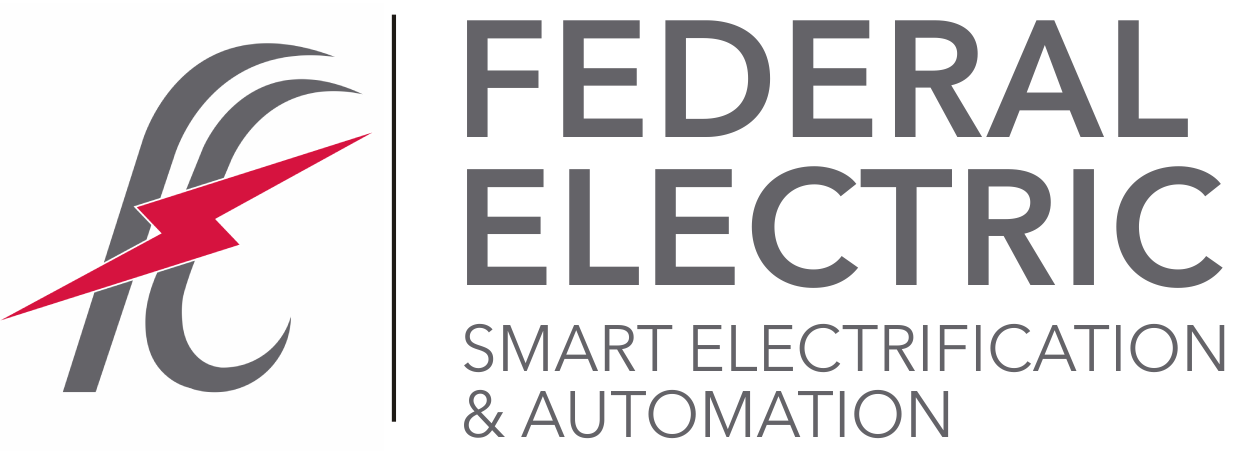 FEDERAL
ELECTRIC
SMART ELECTRIFICATION
& AUTOMATION